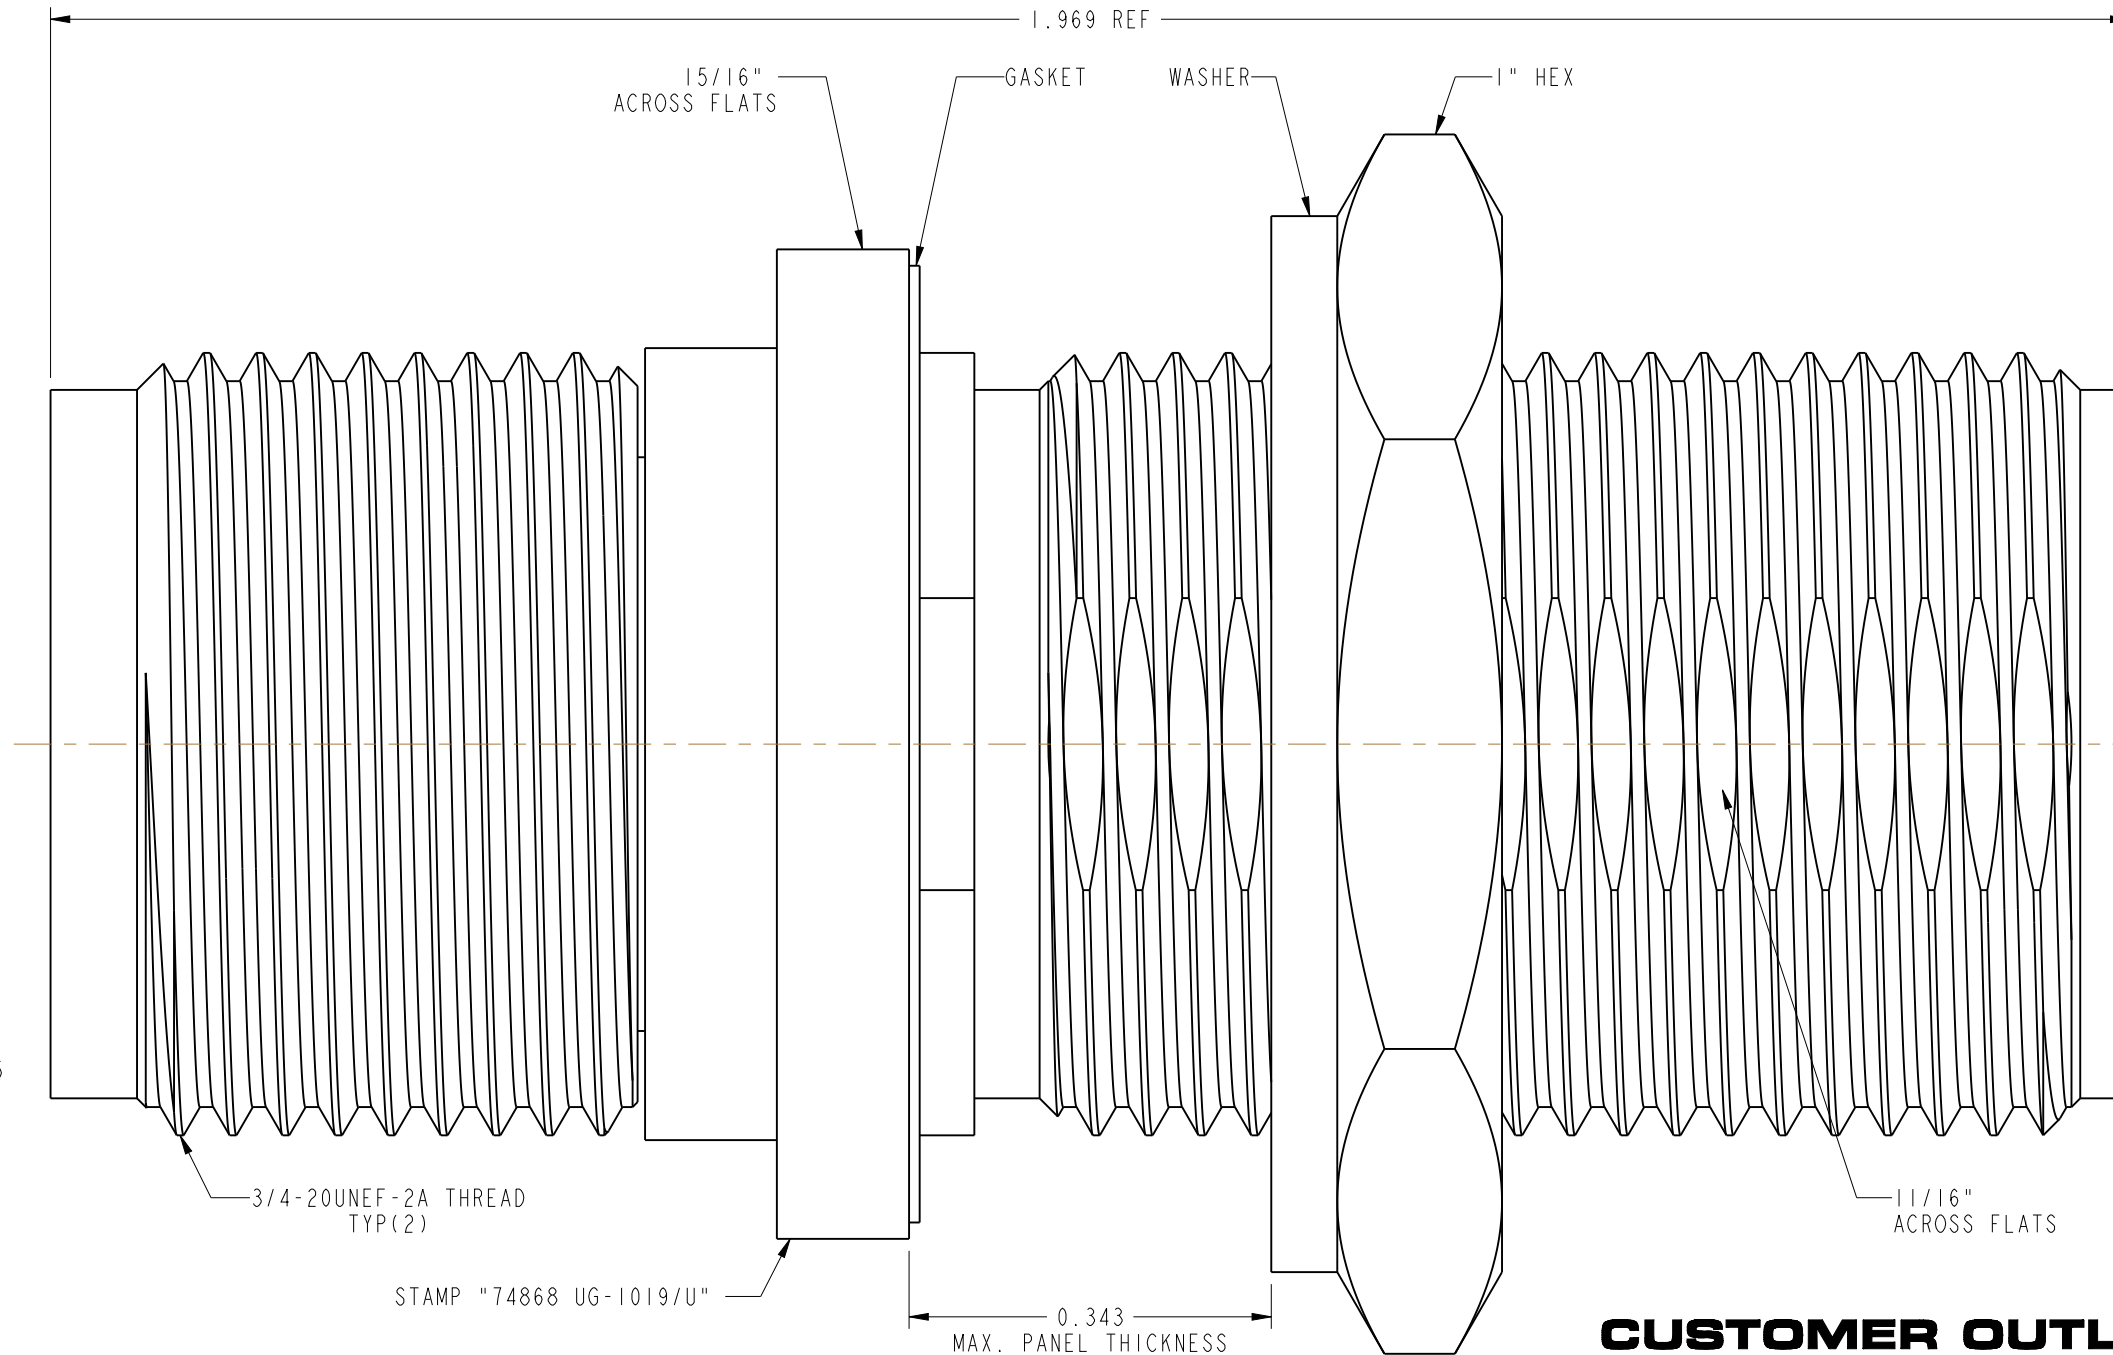 1.969 REF
15/16"
ACROSS FLATS
GASKET
WASHER
1" HEX
3/4-20UNEF-2A THREAD
TYP(2)
11/16"
ACROSS FLATS
STAMP "74868 UG-1019/U"
0.343
MAX. PANEL THICKNESS
CUSTOMER OUTL